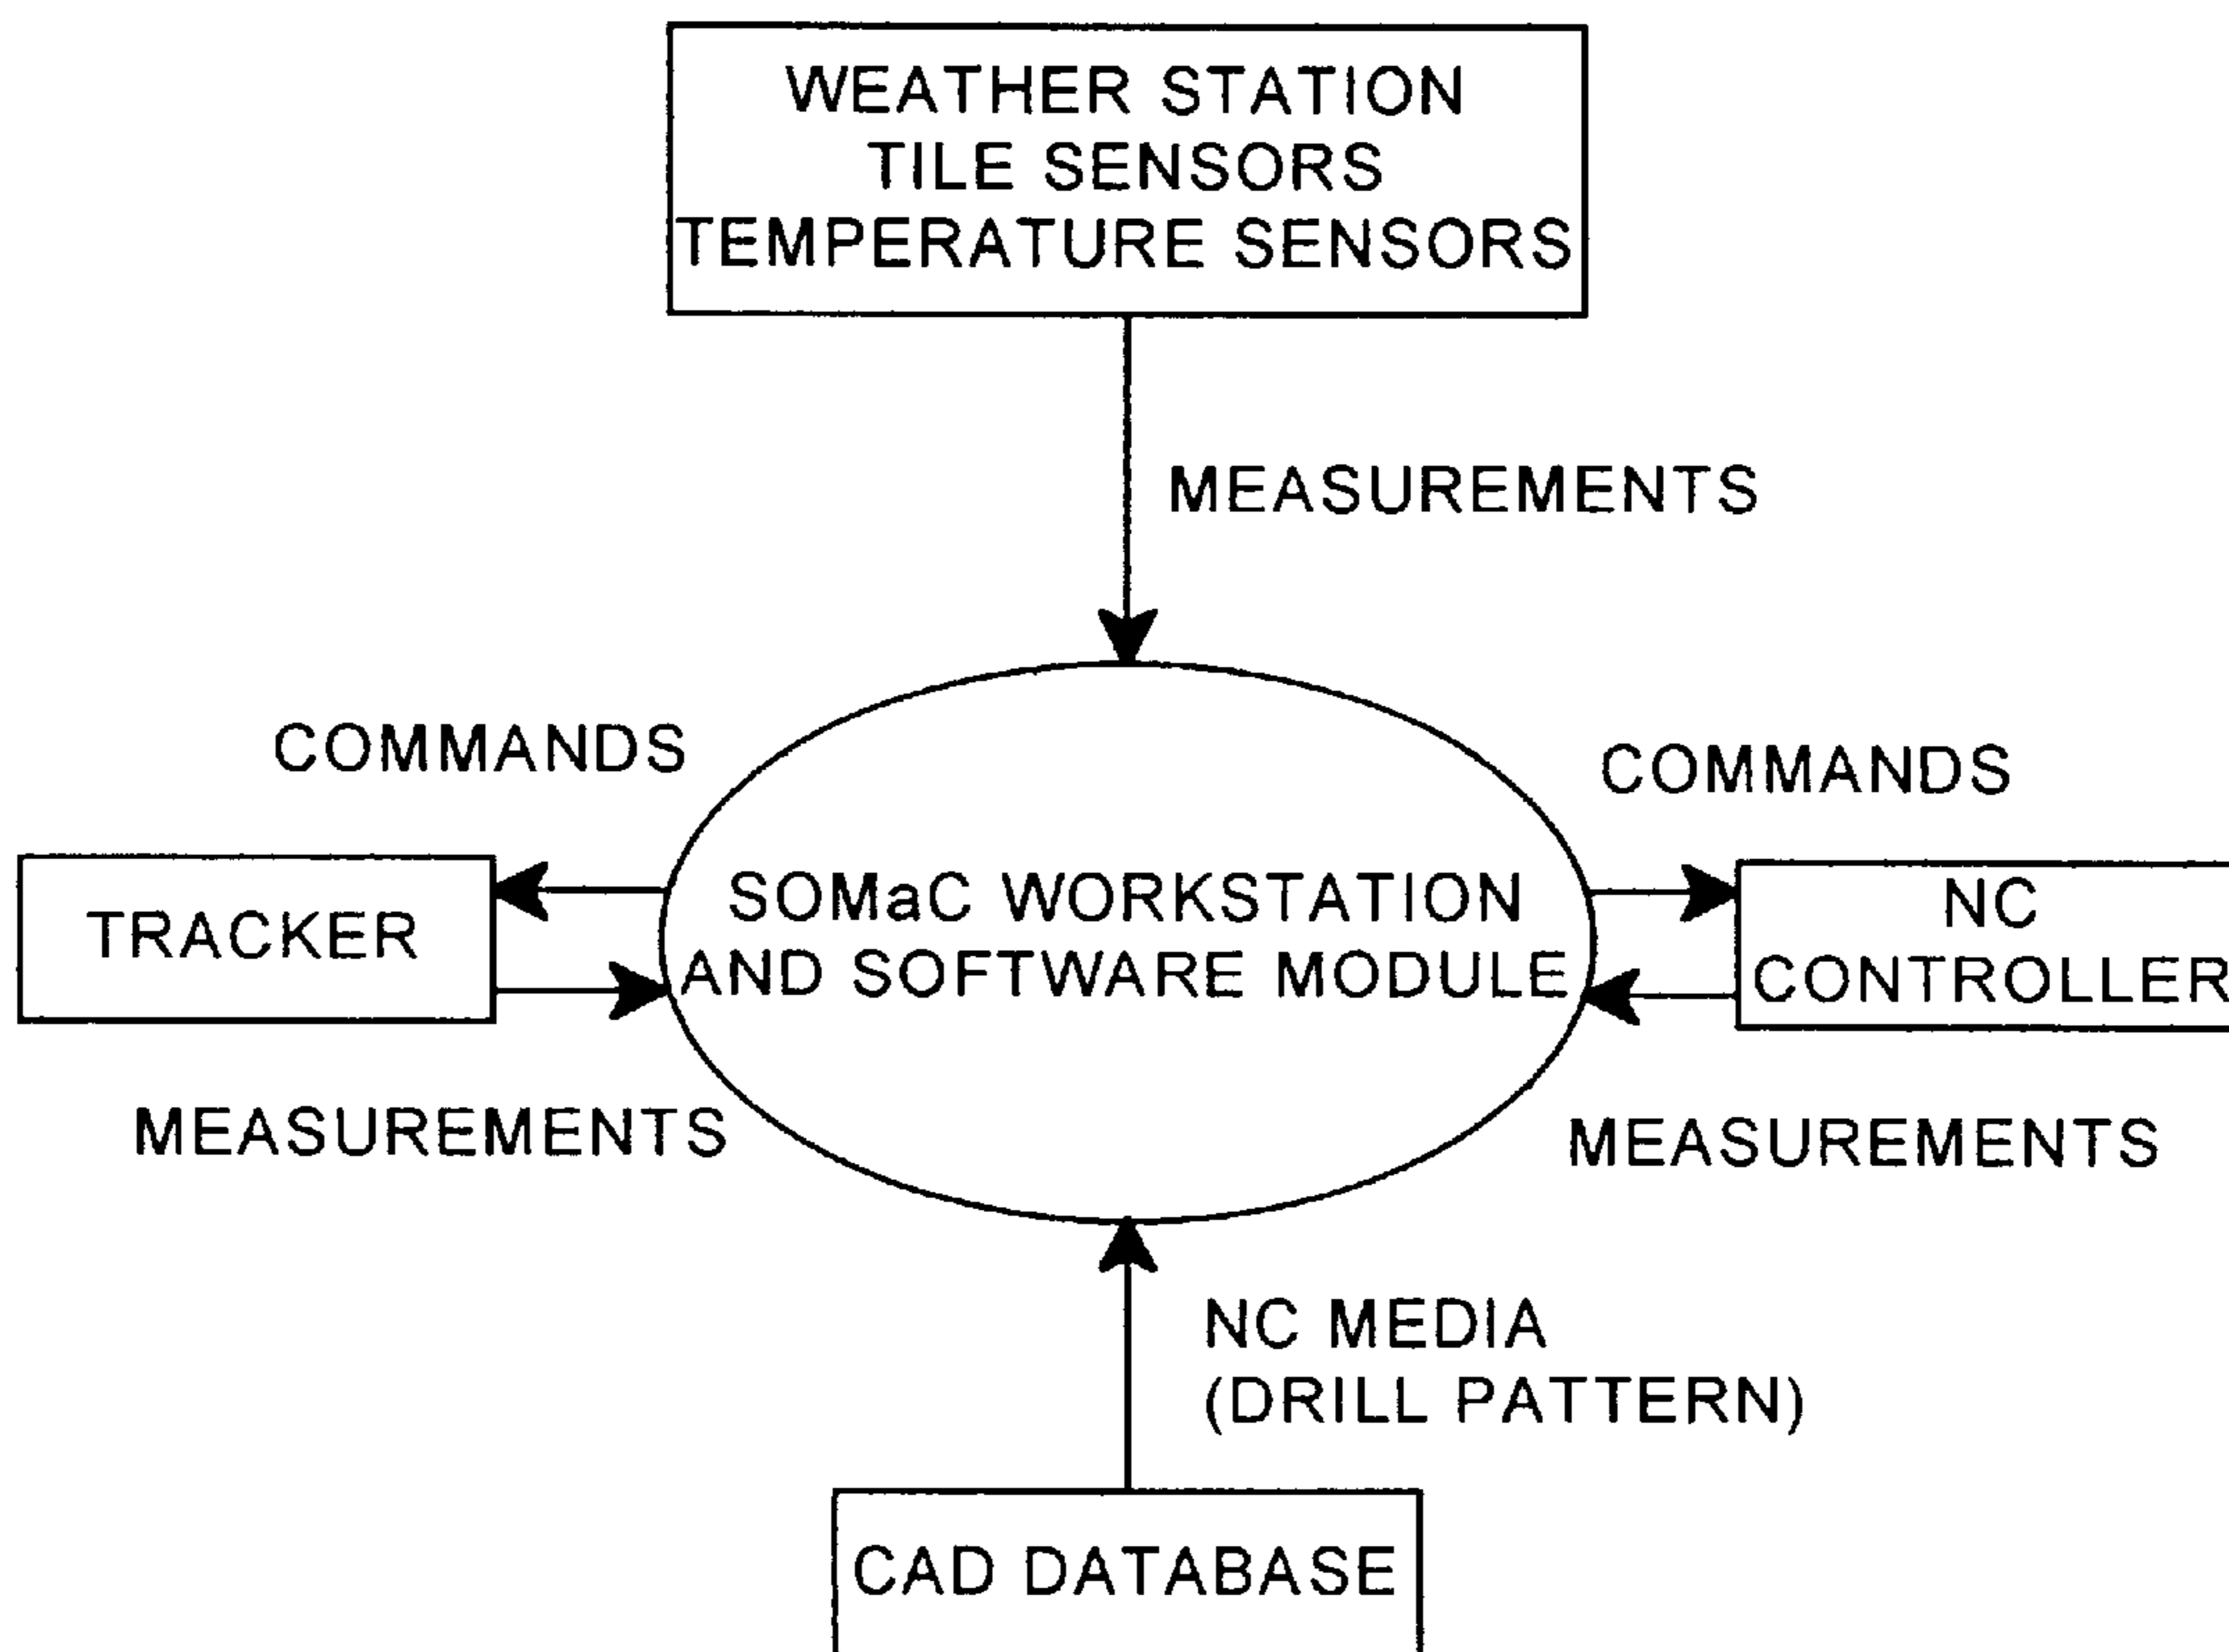 WEATHER STATION
TILE SENSORS
TEMPERATURE SENSORS
MEASUREMENTS
COMMANDS
COMMANDS
TRACKER
SOMaC WORKSTATION
AND SOFTWARE MODULE
NC
CONTROLLER
MEASUREMENTS
MEASUREMENTS
NC MEDIA
(DRILL PATTERN)
CAD DATABASE